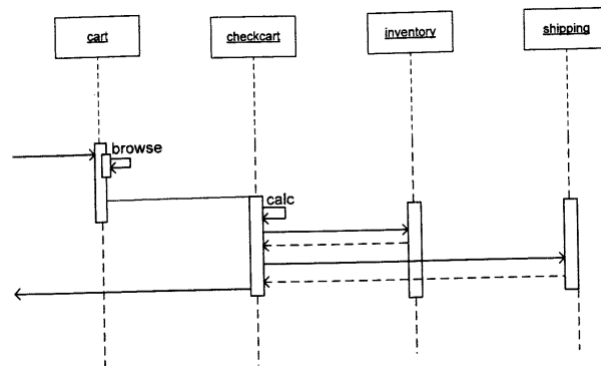 cart
checkcart
inventory
shipping
browse
calc